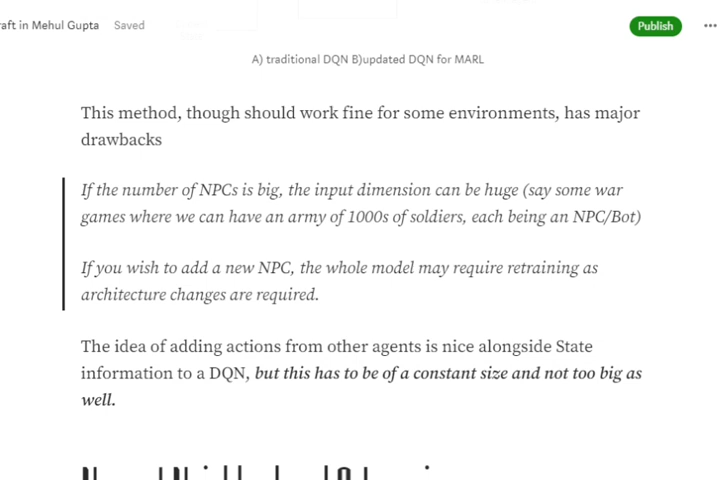 aft in Mehul Gupta Saved Publish
A) traditional DQN B)updated DQN for MARL
This method, though should work fine for some environments, has major
drawbacks
If the number of NPCs is big, the input dimension can be huge (say some war
games where we can have an army of 1000s of soldiers, each being an NPC/Bot)
If you wish to add a new NPC, the whole model may require retraining as
architecture changes are required.
The idea of adding actions from other agents is nice alongside State
information to a DQN, but this has to be of a constant size and not too big as
well.